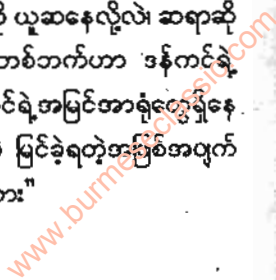 ယူဆနေလို့လဲ၊ ဆရာဆို
တစ်ဘက်ဟာ ဒန်ကင်ရဲ့
ရဲ့အမြင်အာရုံတွေရှိနေ
မြင်ခဲ့ရတဲ့အပြစ်အပျက်
www.burmeseclassic.com